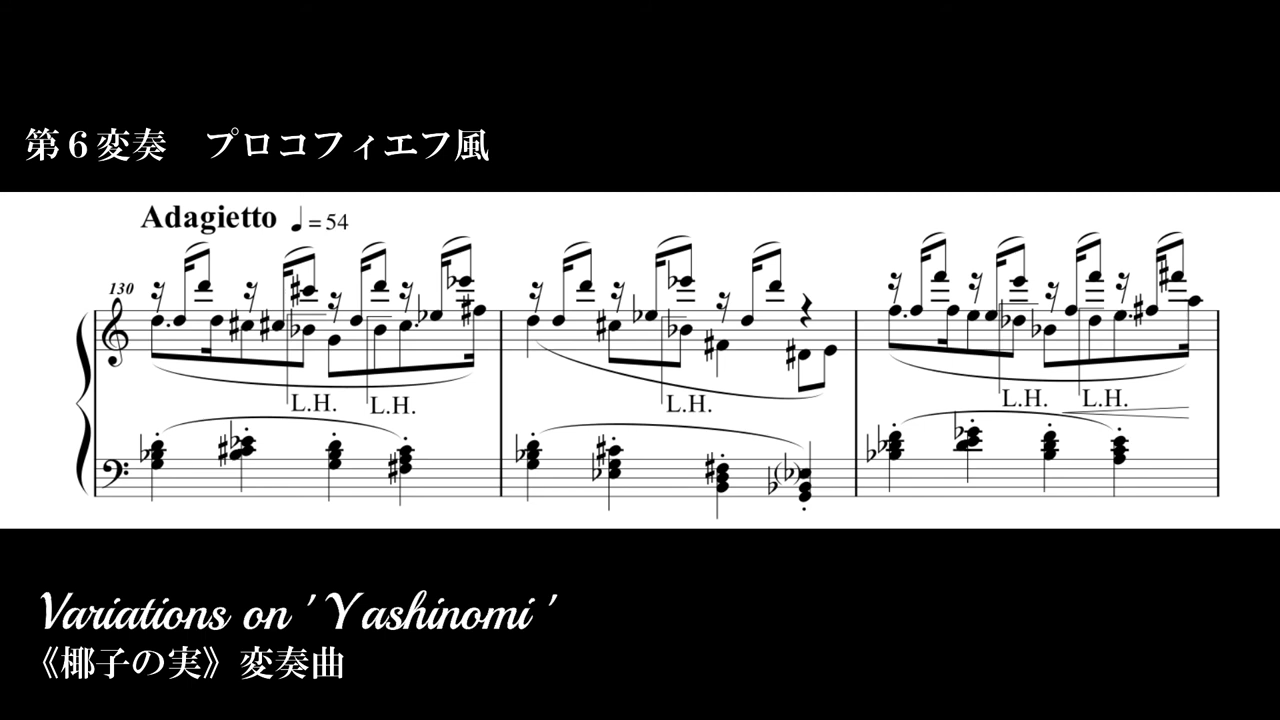 第６変奏　プロコフィエフ風
Adagietto ♩ = 54
130
L.H. L.H. L.H. L.H. L.H.
Variations on ' Yashinomi '
《椰子の実》変奏曲